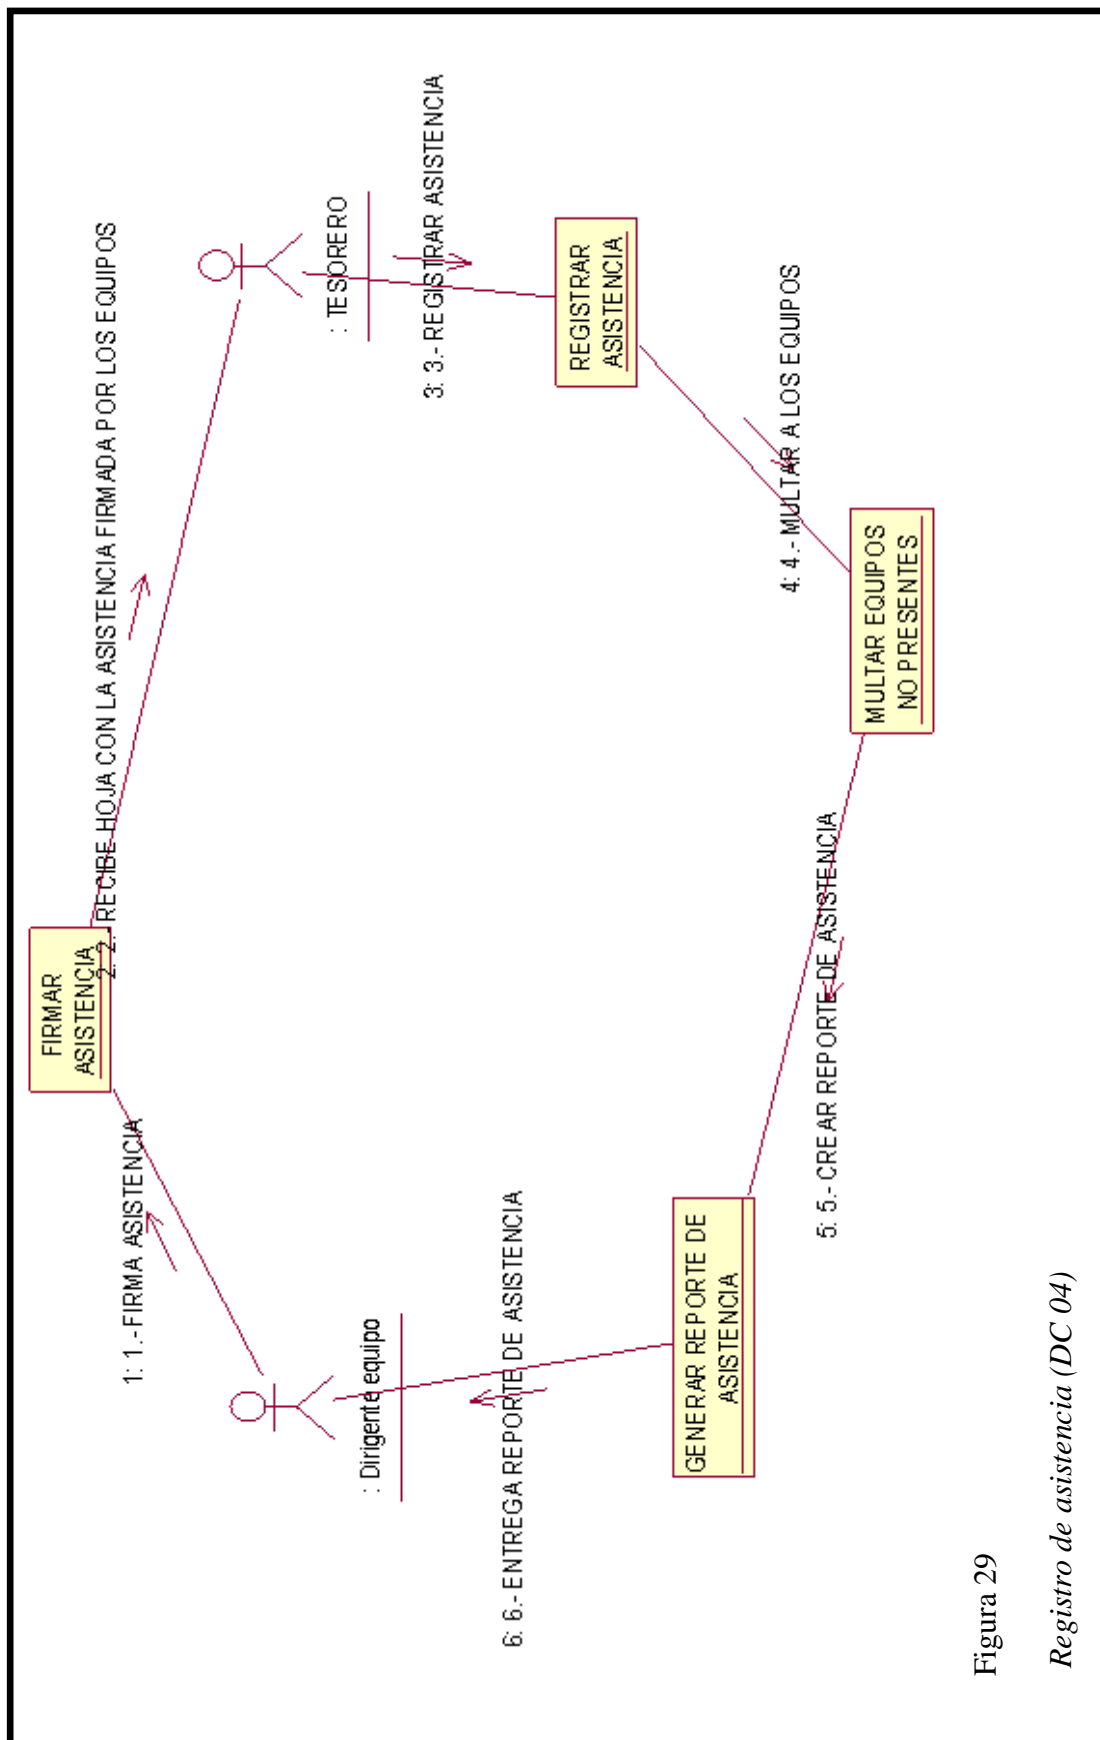 FIRMAR
ASISTENCIA
1: 1.- FIRMA ASISTENCIA
2: 2.- RECIBE HOJA CON LA ASISTENCIA FIRMADA POR LOS EQUIPOS
: Dirigente equipo
: TESORERO
3: 3.- REGISTRAR ASISTENCIA
6: 6.- ENTREGA REPORTE DE ASISTENCIA
REGISTRAR
ASISTENCIA
GENERAR REPORTE DE
ASISTENCIA
4: 4.- MULTAR A LOS EQUIPOS
5: 5.- CREAR REPORTE DE ASISTENCIA
MULTAR EQUIPOS
NO PRESENTES
Figura 29
Registro de asistencia (DC 04)